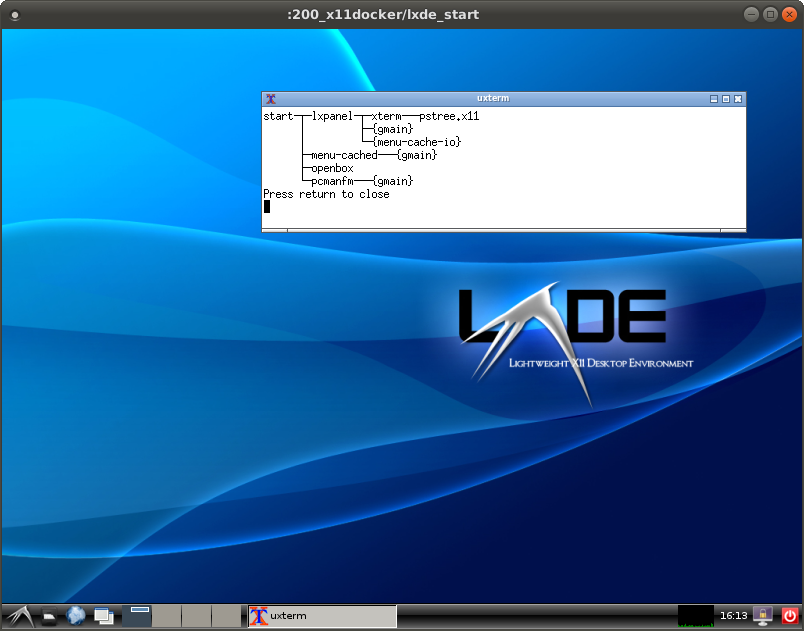 :200_x11docker/lxde_start
uxterm
start─┬─lxpanel─┬─xterm───pstree.x11
      │         ├─{gmain}
      │         └─{menu-cache-io}
      ├─menu-cached───{gmain}
      ├─openbox
      └─pcmanfm───{gmain}
Press return to close
LXDE
Lightweight X11 Desktop Environment
uxterm
16:13